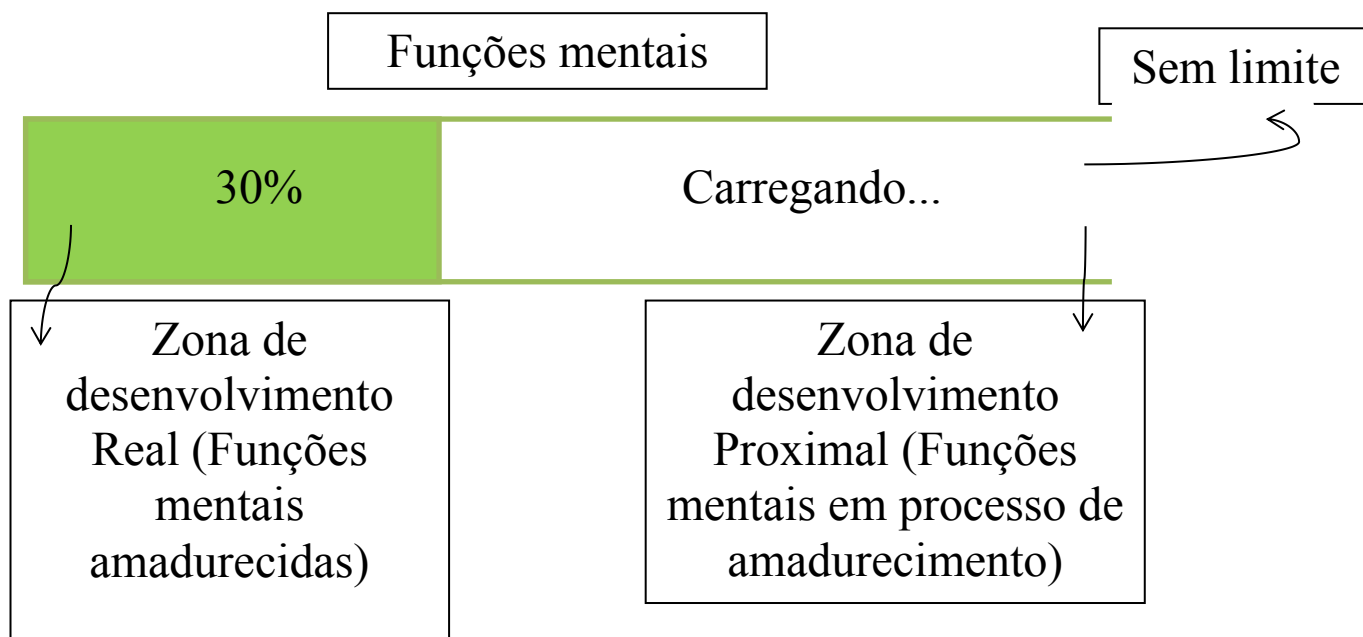 Funções mentais
Sem limite
30%
Carregando...
Zona de
desenvolvimento
Real (Funções
mentais
amadurecidas)
Zona de
desenvolvimento
Proximal (Funções
mentais em processo de
amadurecimento)